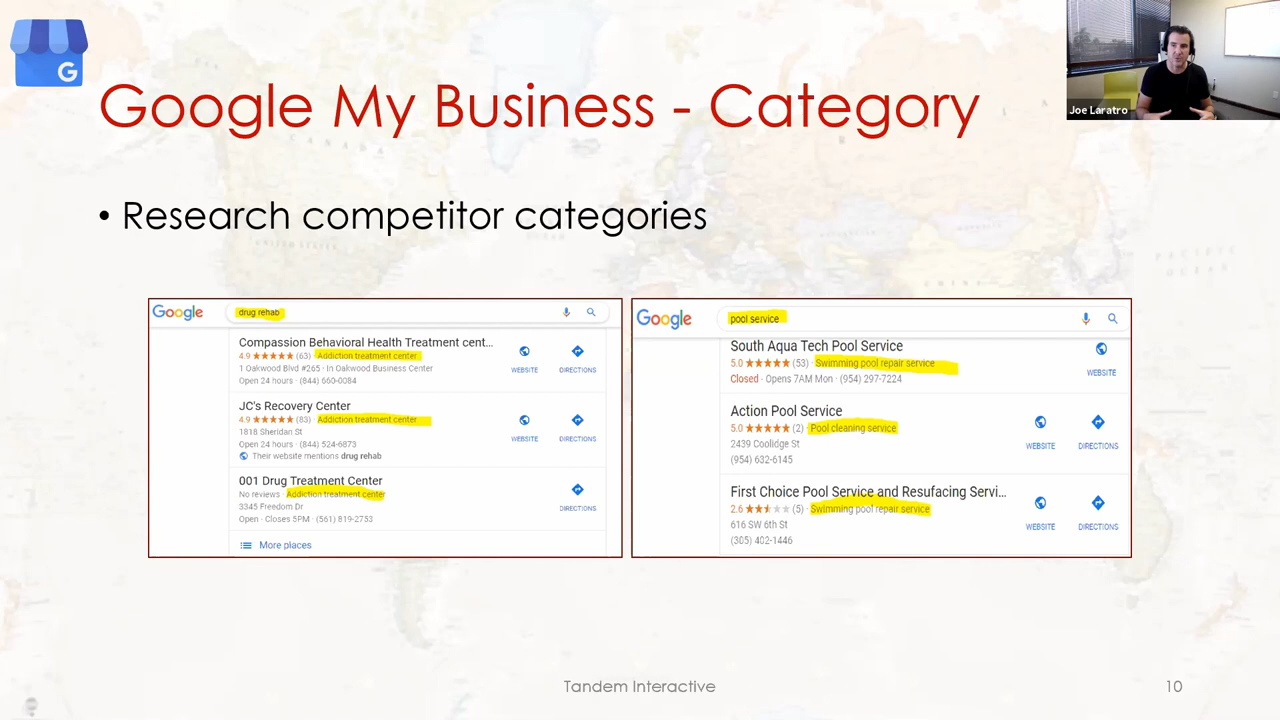 G
Google My Business - Category
Joe Laratro
• Research competitor categories
Google drug rehab
Compassion Behavioral Health Treatment cent...
4.9 ★★★★★ (63) · Addiction treatment center
1 Oakwood Blvd #265 · In Oakwood Business Center
Open 24 hours · (844) 660-0084
WEBSITE DIRECTIONS
JC's Recovery Center
4.9 ★★★★★ (83) · Addiction treatment center
1818 Sheridan St
Open 24 hours · (844) 524-6873
Their website mentions drug rehab
WEBSITE DIRECTIONS
001 Drug Treatment Center
No reviews · Addiction treatment center
3345 Freedom Dr
Open · Closes 5PM · (561) 819-2753
DIRECTIONS
More places
Google pool service
South Aqua Tech Pool Service
5.0 ★★★★★ (53) · Swimming pool repair service
Closed · Opens 7AM Mon · (954) 297-7224
WEBSITE
Action Pool Service
5.0 ★★★★★ (2) · Pool cleaning service
2439 Coolidge St
(954) 632-6145
WEBSITE DIRECTIONS
First Choice Pool Service and Resufacing Servi...
2.6 ★★★★★ (5) · Swimming pool repair service
616 SW 6th St
(305) 402-1446
WEBSITE DIRECTIONS
Tandem Interactive
10